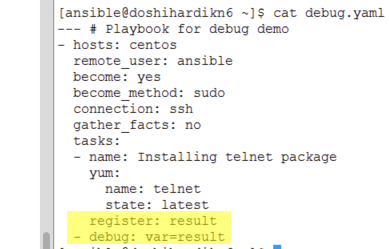 [ansible@doshihardikn6 ~]$ cat debug.yaml
--- # Playbook for debug demo
- hosts: centos
  remote_user: ansible
  become: yes
  become_method: sudo
  connection: ssh
  gather_facts: no
  tasks:
  - name: Installing telnet package
    yum:
      name: telnet
      state: latest
    register: result
  - debug: var=result